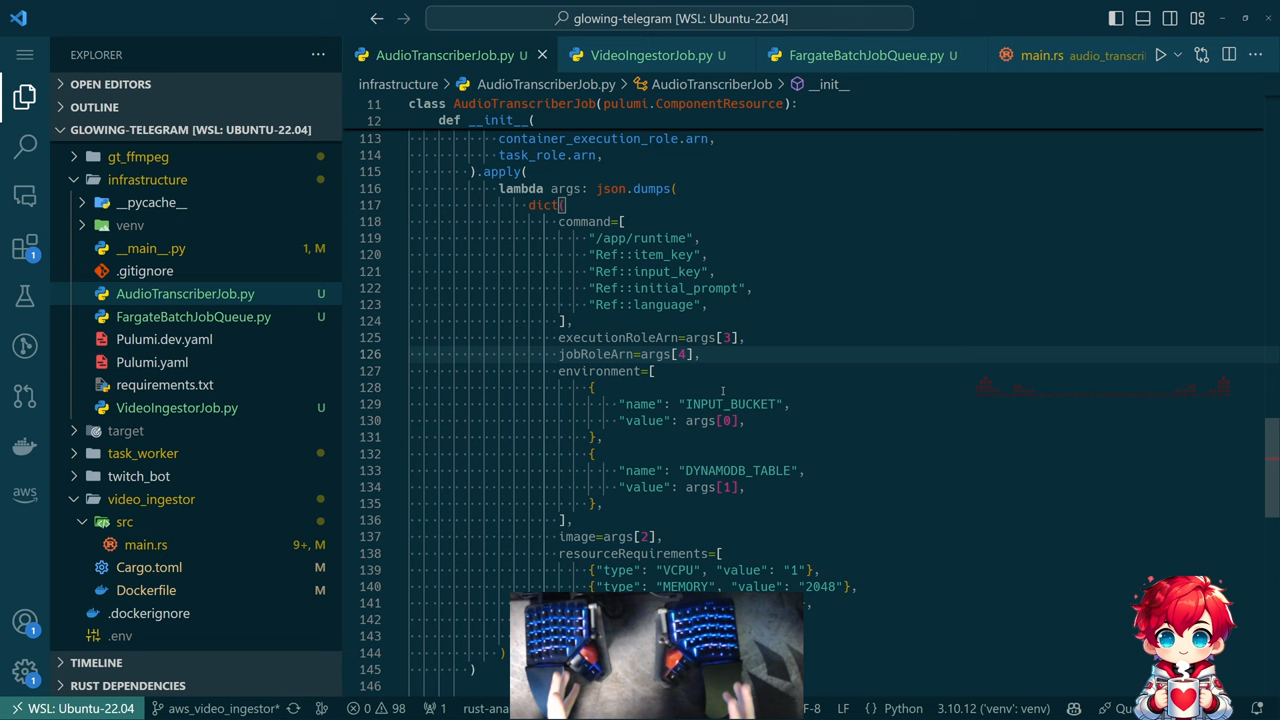 glowing-telegram [WSL: Ubuntu-22.04]
EXPLORER
OPEN EDITORS
OUTLINE
GLOWING-TELEGRAM [WSL: UBUNTU-22.04]
gt_ffmpeg
infrastructure
__pycache__
venv
__main__.py 1, M
.gitignore
AudioTranscriberJob.py U
FargateBatchJobQueue.py U
Pulumi.dev.yaml
Pulumi.yaml
requirements.txt
VideoIngestorJob.py U
target
task_worker
twitch_bot
video_ingestor
src
main.rs 9+, M
Cargo.toml M
Dockerfile M
.dockerignore
.env
TIMELINE
RUST DEPENDENCIES
AudioTranscriberJob.py U
VideoIngestorJob.py U
FargateBatchJobQueue.py U
main.rs audio_transcri
infrastructure > AudioTranscriberJob.py > AudioTranscriberJob > __init__
11 class AudioTranscriberJob(pulumi.ComponentResource):
12 def __init__(
113 container_execution_role.arn,
114 task_role.arn,
115 ).apply(
116 lambda args: json.dumps(
117 dict(
118 command=[
119 "/app/runtime",
120 "Ref::item_key",
121 "Ref::input_key",
122 "Ref::initial_prompt",
123 "Ref::language",
124 ],
125 executionRoleArn=args[3],
126 jobRoleArn=args[4],
127 environment=[
128 {
129 "name": "INPUT_BUCKET",
130 "value": args[0],
131 },
132 {
133 "name": "DYNAMODB_TABLE",
134 "value": args[1],
135 },
136 ],
137 image=args[2],
138 resourceRequirements=[
139 {"type": "VCPU", "value": "1"},
140 {"type": "MEMORY", "value": "2048"},
141
142
143
144 )
145 )
146
WSL: Ubuntu-22.04 aws_video_ingestor* 0 98 1 rust-ana
F-8 LF Python 3.10.12 ('venv': venv)